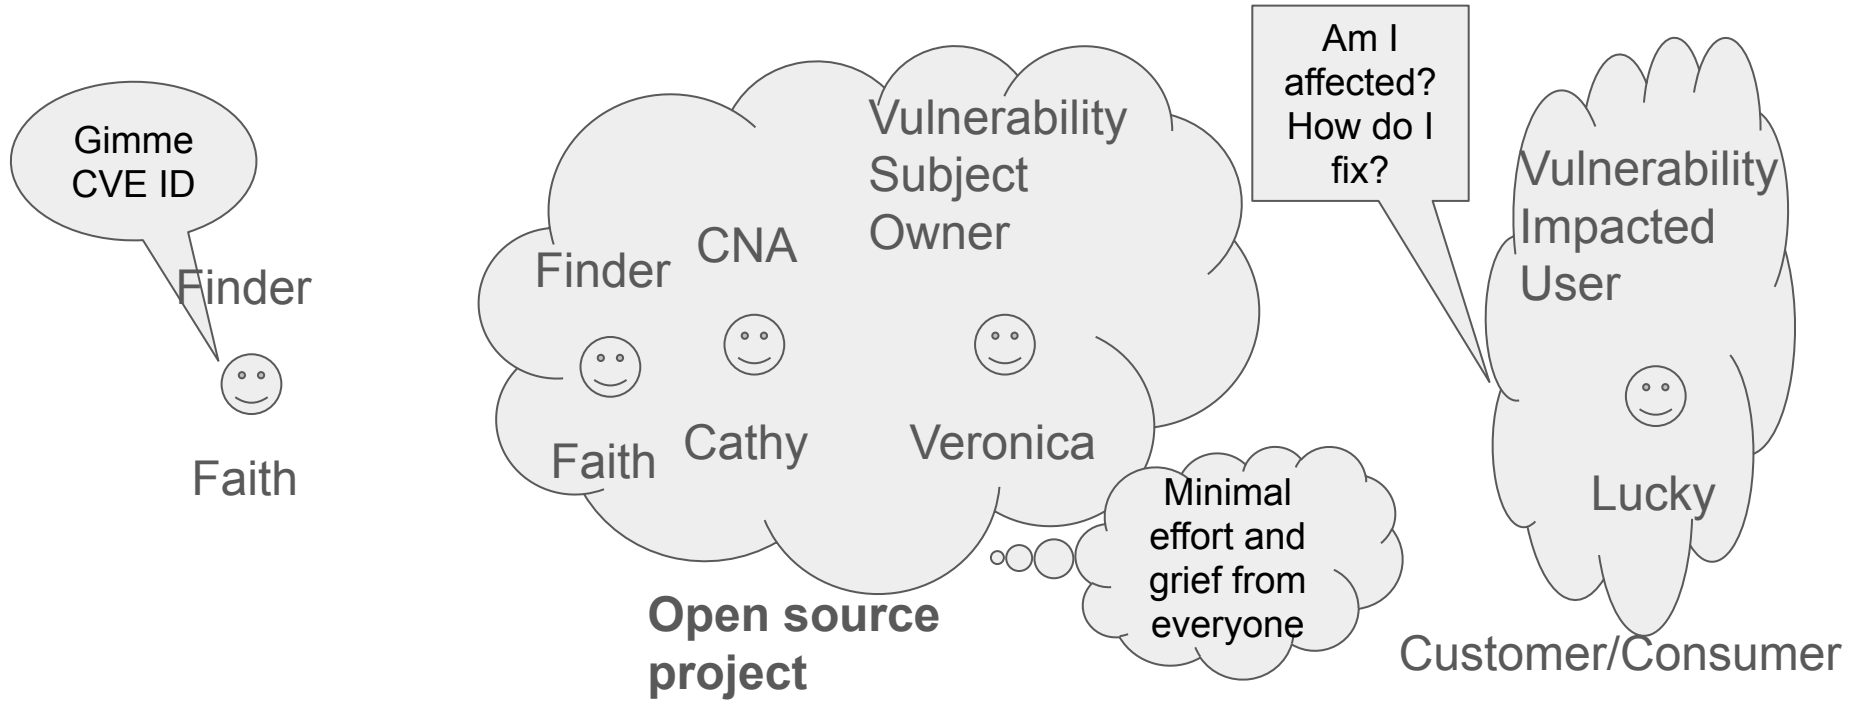 Gimme
CVE ID
Finder
Faith
Finder
Faith
CNA
Cathy
Vulnerability
Subject
Owner
Veronica
Open source
project
Minimal
effort and
grief from
everyone
Am I
affected?
How do I
fix?
Vulnerability
Impacted
User
Lucky
Customer/Consumer